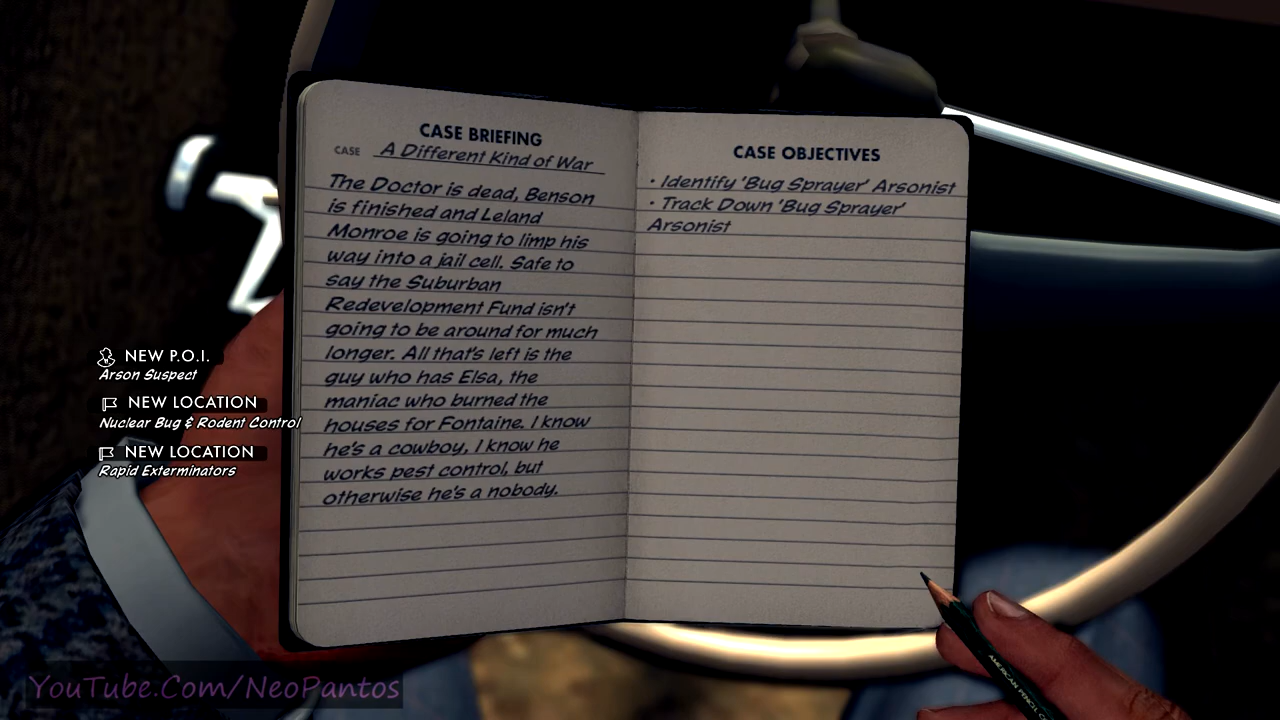 CASE BRIEFING
CASE A Different Kind of War
The Doctor is dead, Benson
is finished and Leland
Monroe is going to limp his
way into a jail cell. Safe to
say the Suburban
Redevelopment Fund isn't
going to be around for much
longer. All that's left is the
guy who has Elsa, the
maniac who burned the
houses for Fontaine. I know
he's a cowboy, I know he
works pest control, but
otherwise he's a nobody.
CASE OBJECTIVES
• Identify 'Bug Sprayer' Arsonist
• Track Down 'Bug Sprayer'
Arsonist
NEW P.O.I.
Arson Suspect
NEW LOCATION
Nuclear Bug & Rodent Control
NEW LOCATION
Rapid Exterminators
YouTube.Com/NeoPantos
AMERICAN PENCIL